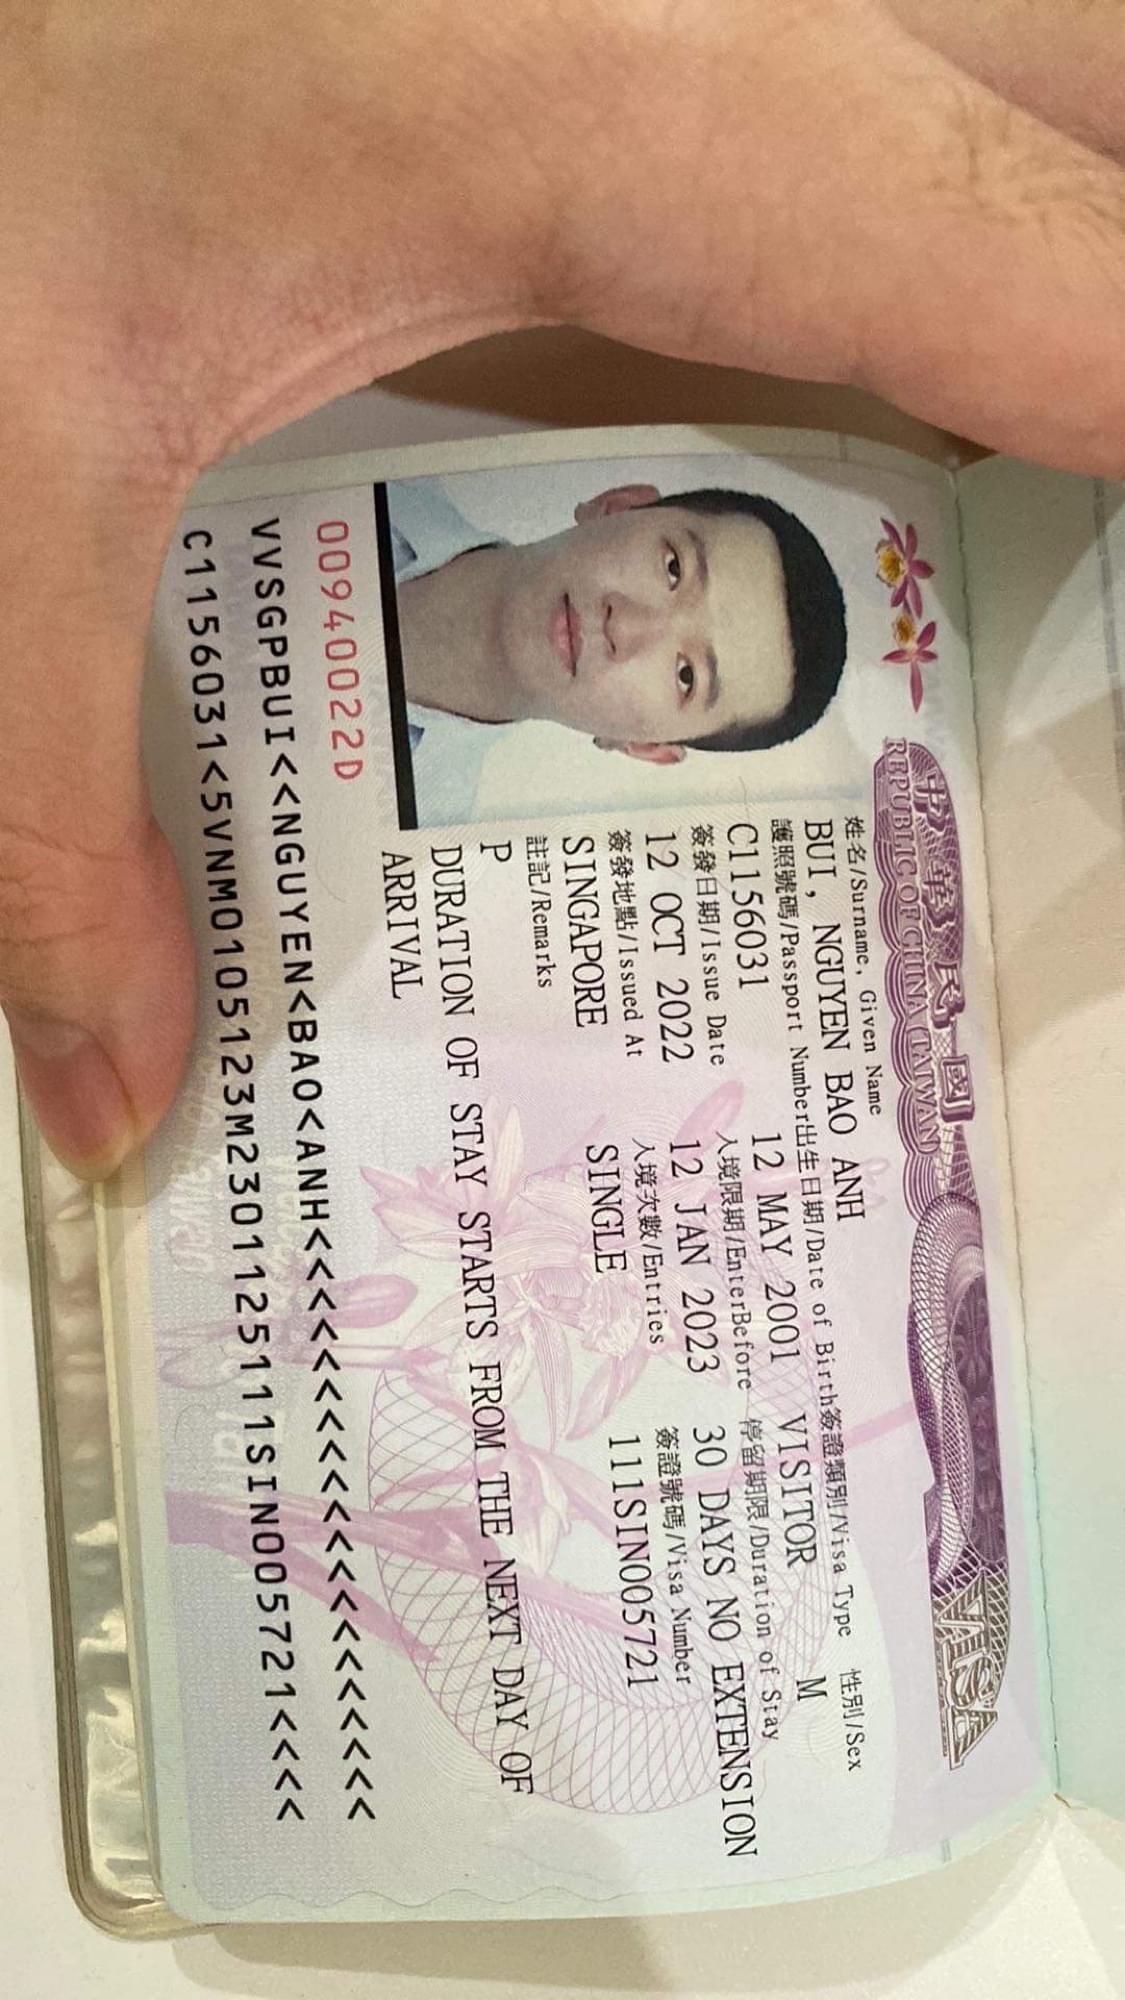 中華民國
REPUBLIC OF CHINA (TAIWAN)
VISA
姓名/Surname, Given Name
BUI, NGUYEN BAO ANH
護照號碼/Passport Number 出生日期/Date of Birth 簽證類別/Visa Type 性別/Sex
C1156031 12 MAY 2001 VISITOR M
簽發日期/Issue Date 入境限期/EnterBefore 停留期限/Duration of Stay
12 OCT 2022 12 JAN 2023 30 DAYS NO EXTENSION
簽發地點/Issued At 入境次數/Entries 簽證號碼/Visa Number
SINGAPORE SINGLE 111SIN005721
註記/Remarks
P
DURATION OF STAY STARTS FROM THE NEXT DAY OF
ARRIVAL
00940022D
VVSGPBUI<<NGUYEN<BAO<ANH<<<<<<<<<<<<<<<<<<<<
C1156031<5VNM0105123M2301125111SIN005721<<<<